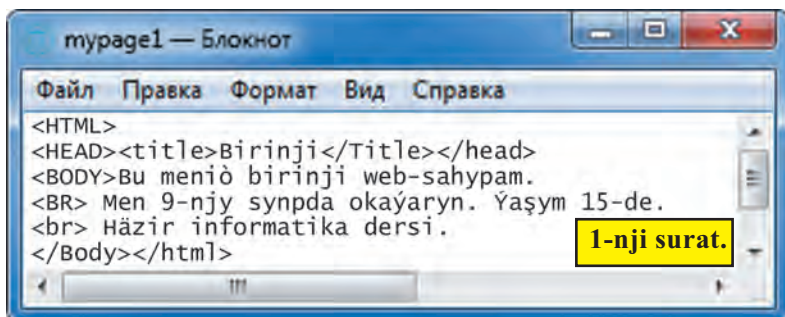 mypage1 — Блокнот
Файл Правка Формат Вид Справка
<HTML>
<HEAD><title>Birinji</Title></head>
<BODY>Bu meniò birinji web-sahypam.
<BR> Men 9-njy synpda okaýaryn. Ýaşym 15-de.
<br> Häzir informatika dersi.
</Body></html>
1-nji surat.